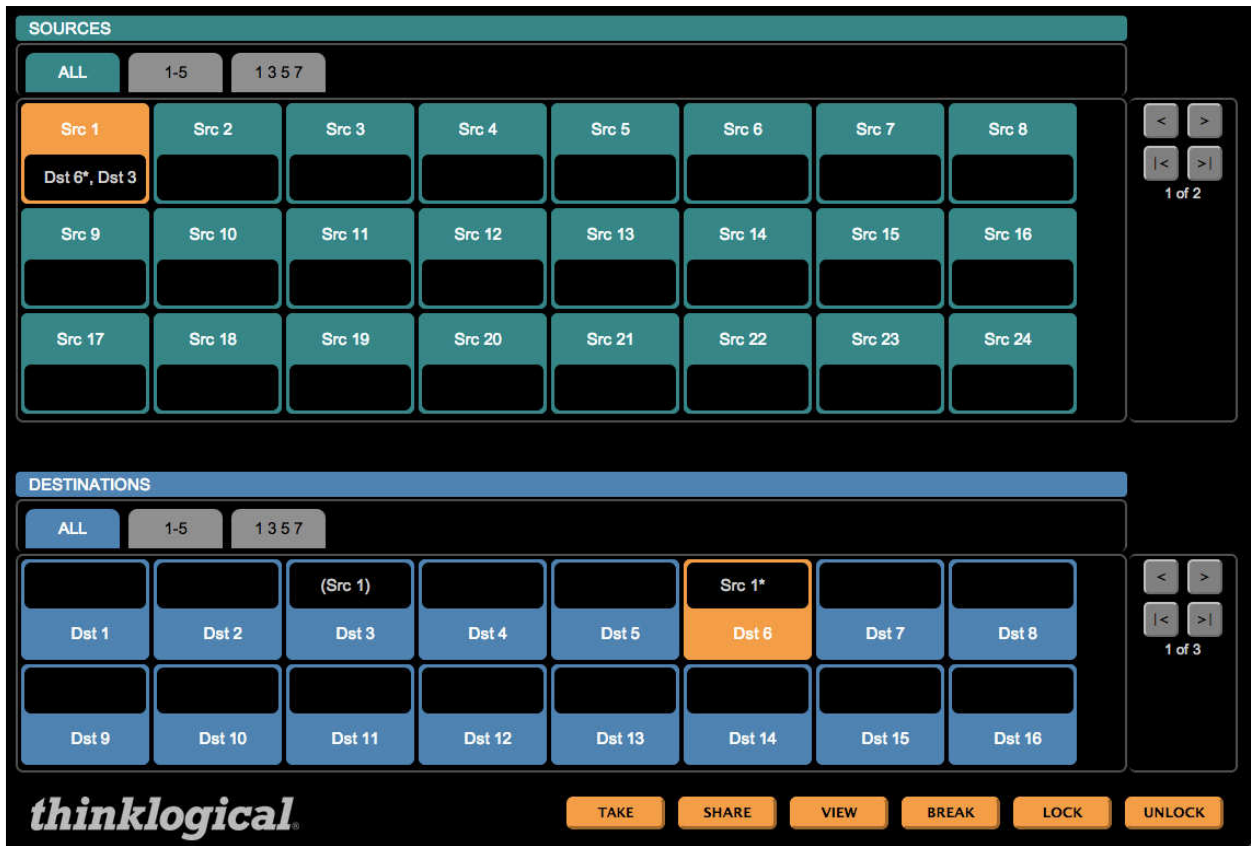 SOURCES
ALL 1-5 1 3 5 7
Src 1 Src 2 Src 3 Src 4 Src 5 Src 6 Src 7 Src 8 < >
Dst 6*, Dst 3 |< >|
1 of 2
Src 9 Src 10 Src 11 Src 12 Src 13 Src 14 Src 15 Src 16
Src 17 Src 18 Src 19 Src 20 Src 21 Src 22 Src 23 Src 24
DESTINATIONS
ALL 1-5 1 3 5 7
(Src 1) Src 1* < >
Dst 1 Dst 2 Dst 3 Dst 4 Dst 5 Dst 6 Dst 7 Dst 8 |< >|
1 of 3
Dst 9 Dst 10 Dst 11 Dst 12 Dst 13 Dst 14 Dst 15 Dst 16
thinklogical® TAKE SHARE VIEW BREAK LOCK UNLOCK